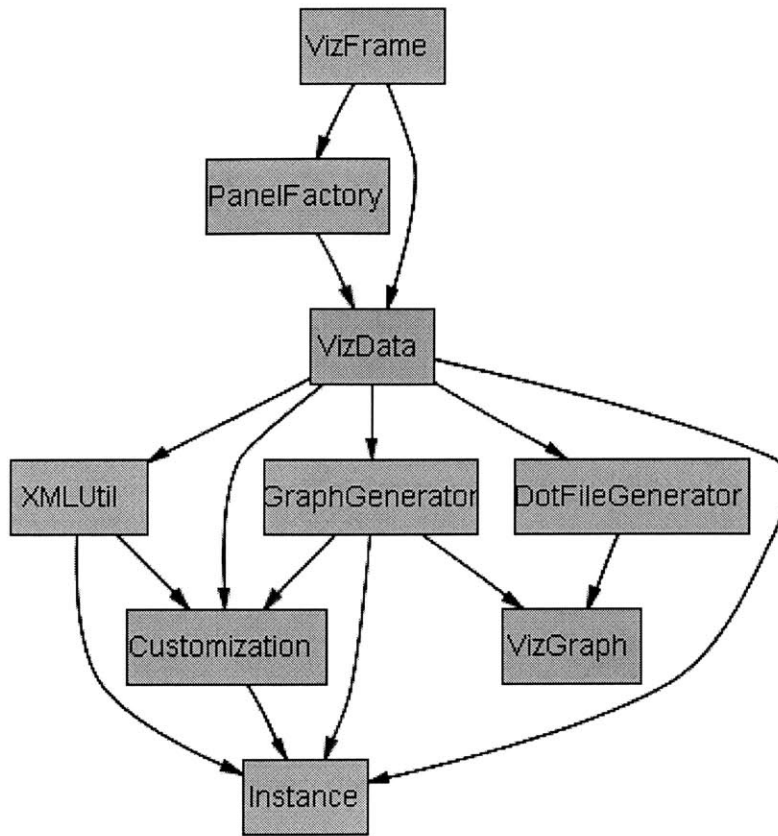 VizFrame
PanelFactory
VizData
XMLUtil
GraphGenerator
DotFileGenerator
Customization
VizGraph
Instance